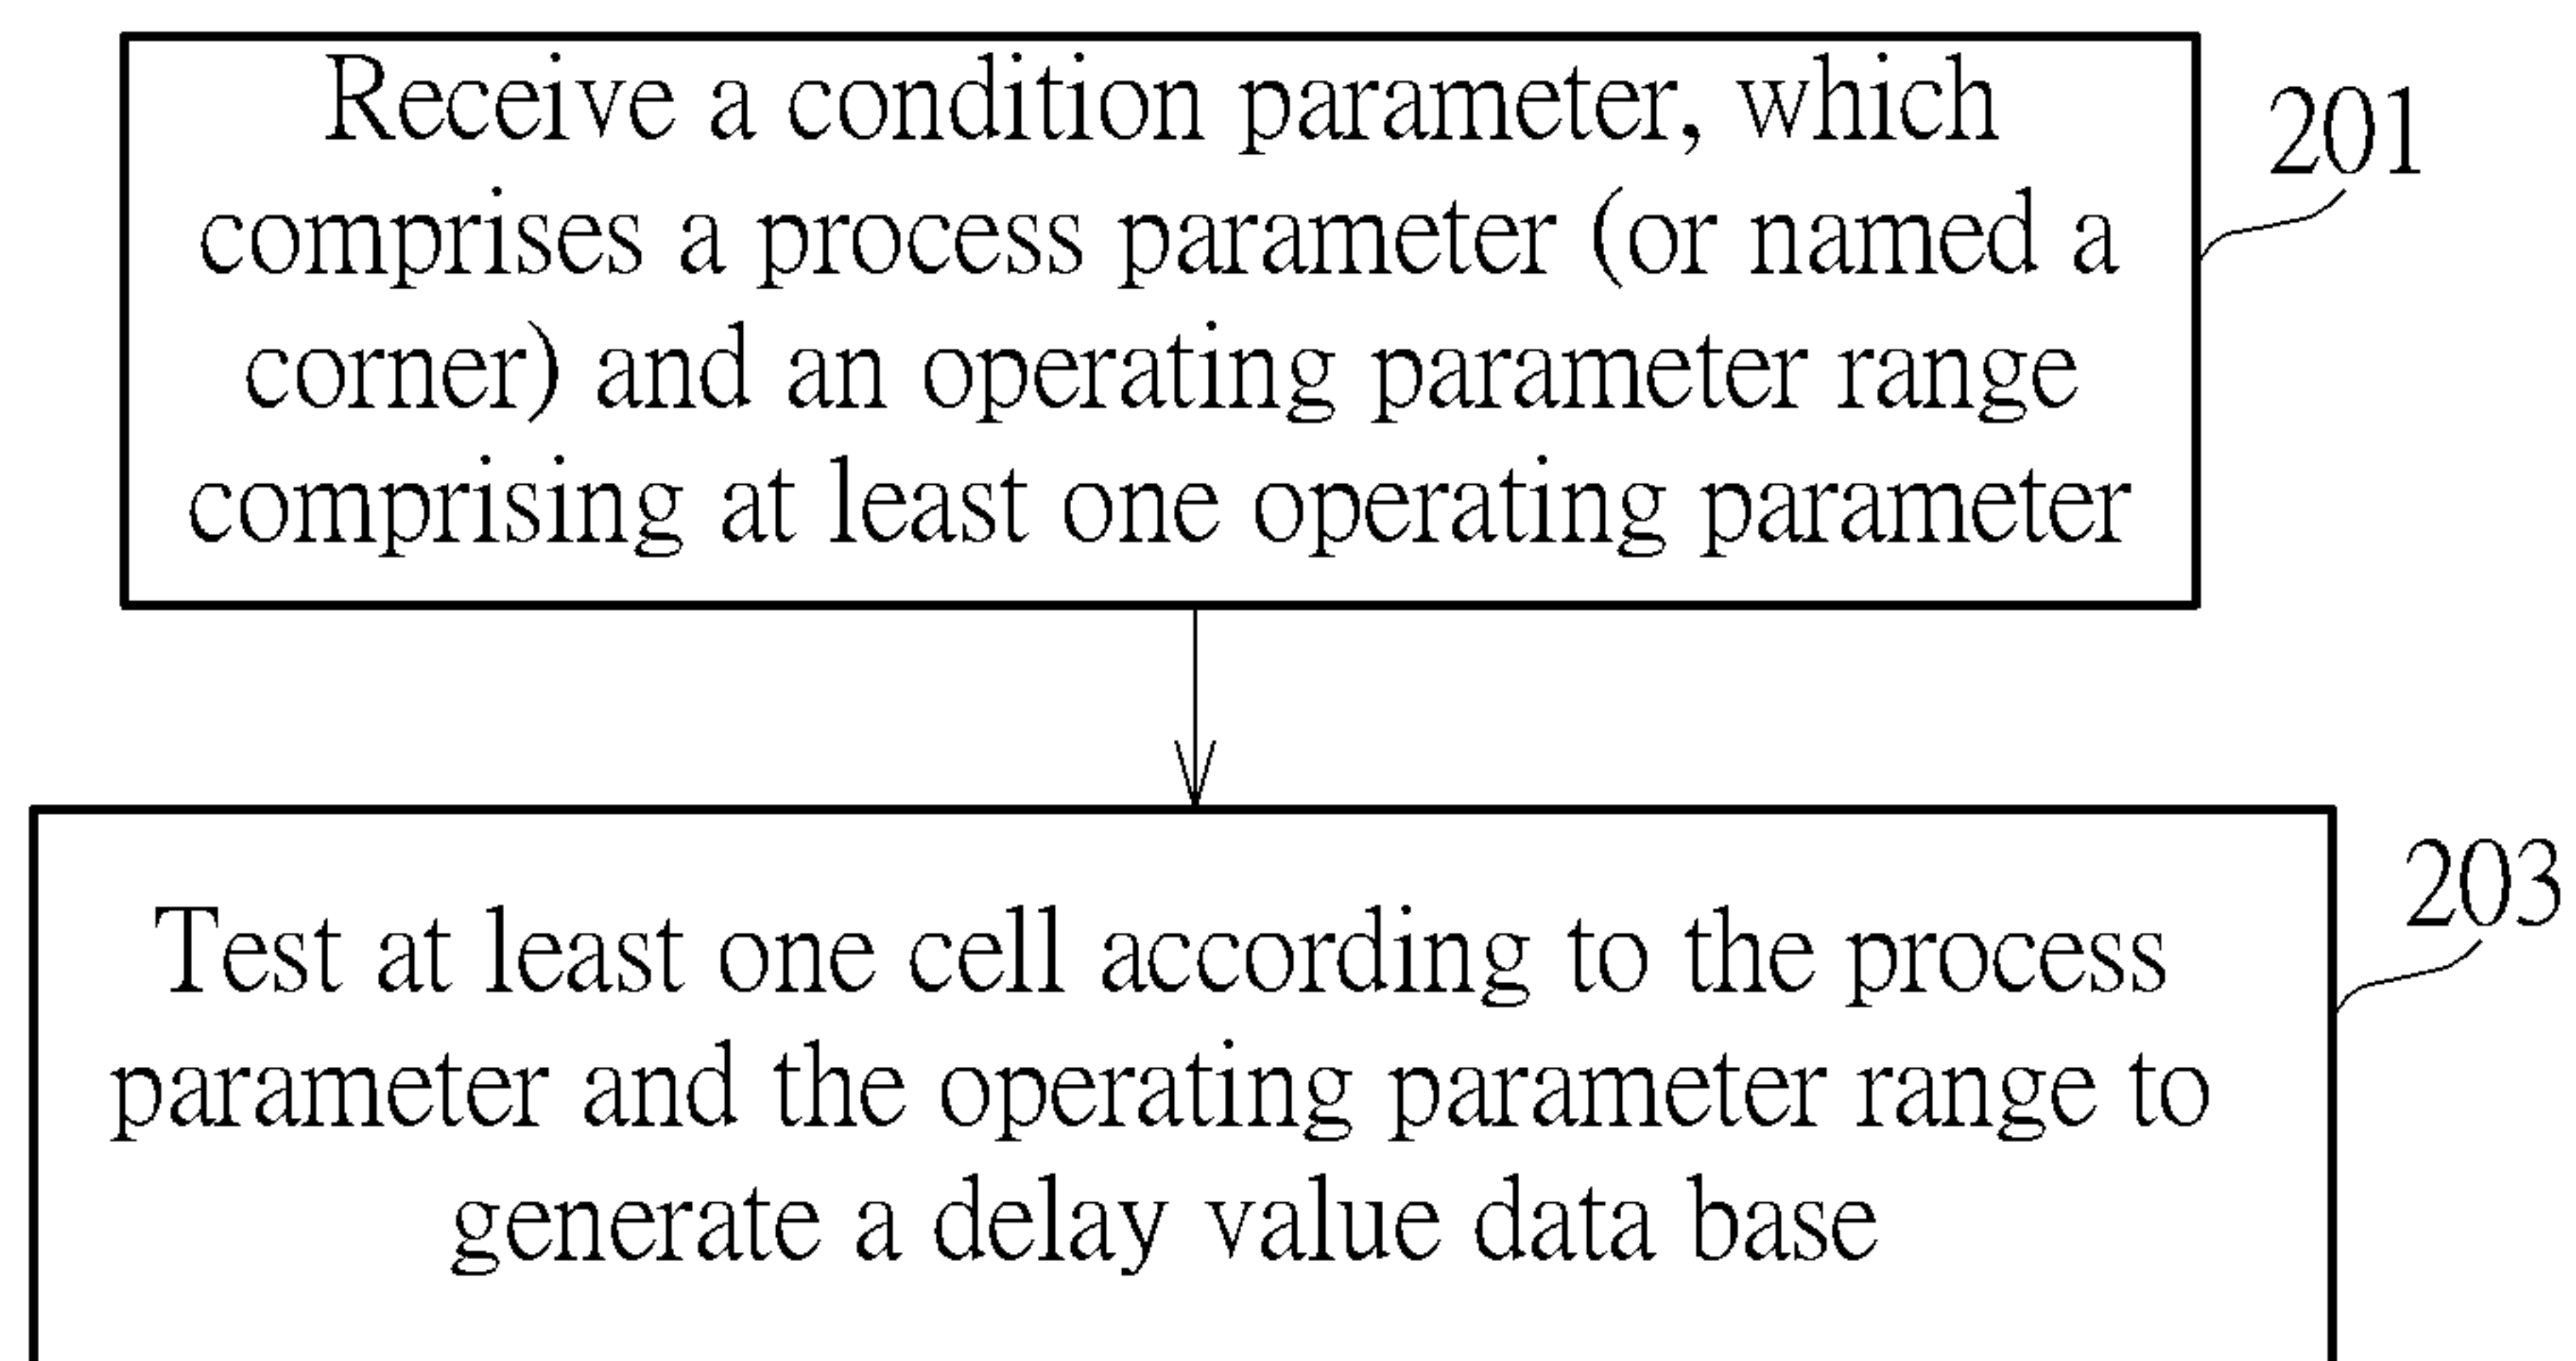 Receive a condition parameter, which
201
comprises a process parameter (or named a
corner) and an operating parameter range
comprising at least one operating parameter
203
Test at least one cell according to the process
parameter and the operating parameter range to
generate a delay value data base